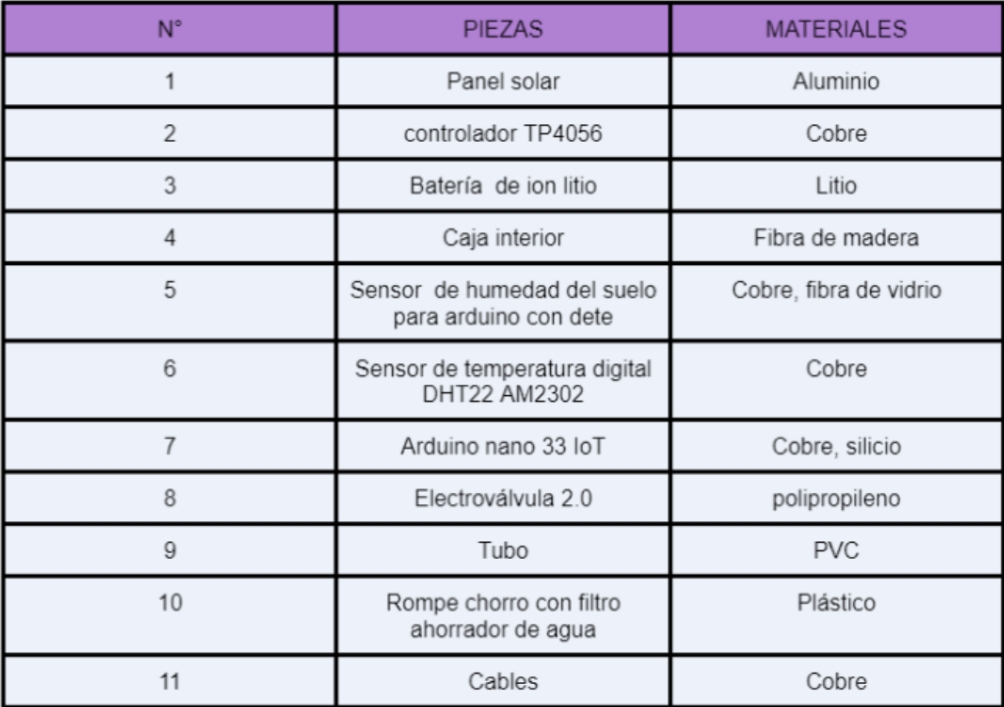 N° PIEZAS MATERIALES
1 Panel solar Aluminio
2 controlador TP4056 Cobre
3 Batería de ion litio Litio
4 Caja interior Fibra de madera
5 Sensor de humedad del suelo Cobre, fibra de vidrio
para arduino con dete
6 Sensor de temperatura digital Cobre
DHT22 AM2302
7 Arduino nano 33 IoT Cobre, silicio
8 Electroválvula 2.0 polipropileno
9 Tubo PVC
10 Rompe chorro con filtro Plástico
ahorrador de agua
11 Cables Cobre